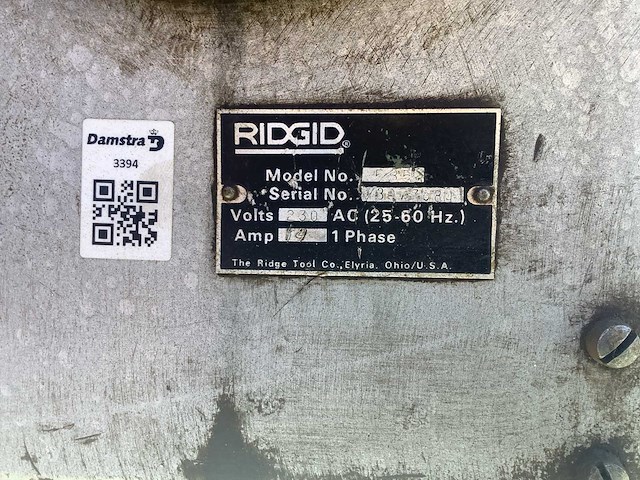 Damstra
3394
RIDGID®
Model No.
Serial No.
Volts 230 AC (25-60 Hz.)
Amp 1 Phase
The Ridge Tool Co., Elyria, Ohio/U.S.A.